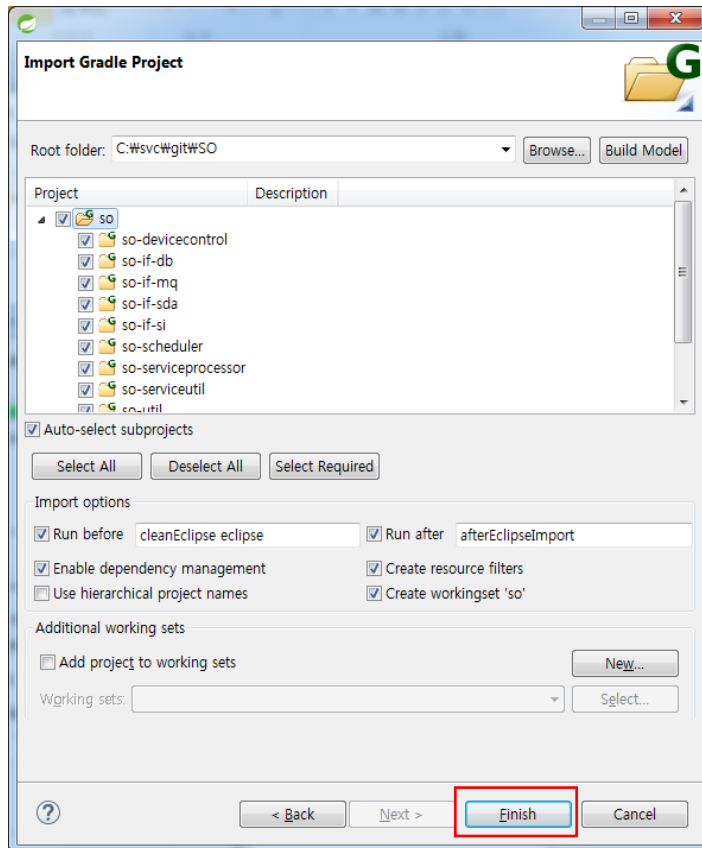 Import Gradle Project
G
Root folder: C:₩svc₩git₩SO Browse... Build Model
Project Description
so
so-devicecontrol
so-if-db
so-if-mq
so-if-sda
so-if-si
so-scheduler
so-serviceprocessor
so-serviceutil
so-util
Auto-select subprojects
Select All Deselect All Select Required
Import options
Run before cleanEclipse eclipse Run after afterEclipseImport
Enable dependency management Create resource filters
Use hierarchical project names Create workingset 'so'
Additional working sets
Add project to working sets New...
Working sets: Select...
? < Back Next > Finish Cancel